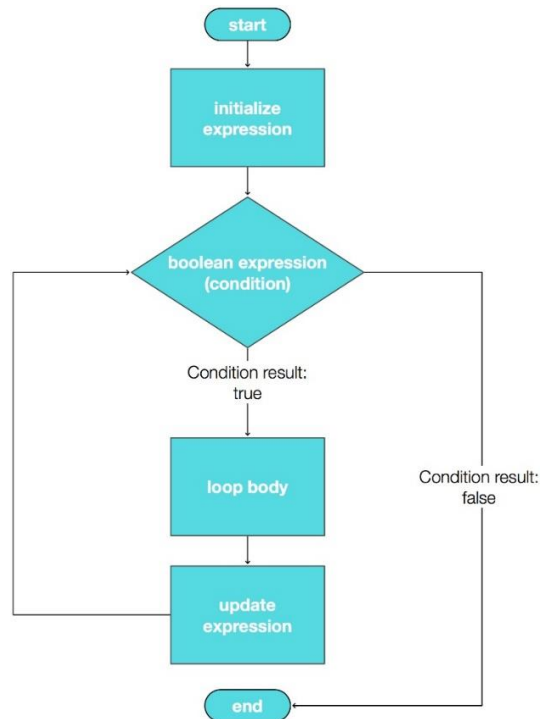 start
initialize
expression
boolean expression
(condition)
Condition result:
true
loop body
Condition result:
false
update
expression
end